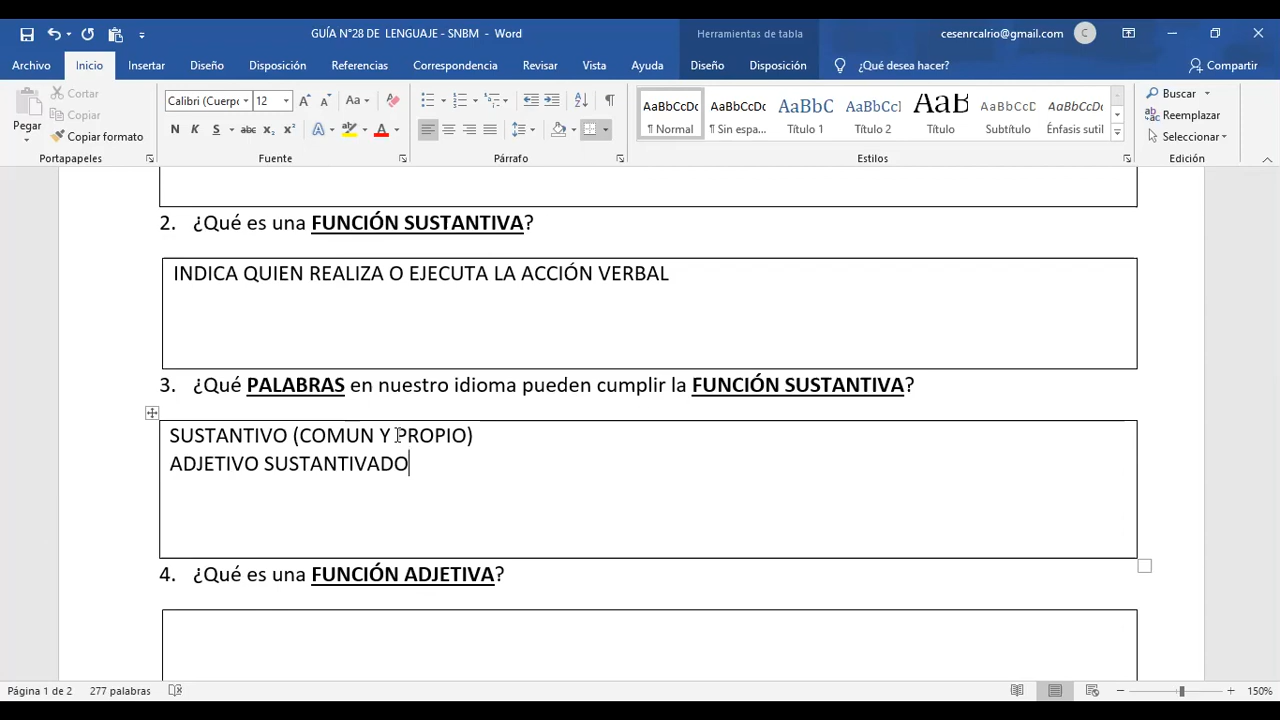 GUÍA N°28 DE LENGUAJE - SNBM - Word
Herramientas de tabla
cesenrcalrio@gmail.com
C
Archivo
Inicio
Insertar
Diseño
Disposición
Referencias
Correspondencia
Revisar
Vista
Ayuda
Diseño
Disposición
¿Qué desea hacer?
Compartir
Pegar
Cortar
Copiar
Copiar formato
Portapapeles
Calibri (Cuerpo
12
Fuente
Párrafo
AaBbCcDc
¶ Normal
AaBbCcDc
¶ Sin espa...
AaBbC
Título 1
AaBbCc
Título 2
AaB
Título
AaBbCcD
Subtítulo
AaBbCcDc
Énfasis sutil
Estilos
Buscar
Reemplazar
Seleccionar
Edición
2. ¿Qué es una FUNCIÓN SUSTANTIVA?
INDICA QUIEN REALIZA O EJECUTA LA ACCIÓN VERBAL
3. ¿Qué PALABRAS en nuestro idioma pueden cumplir la FUNCIÓN SUSTANTIVA?
SUSTANTIVO (COMUN Y PROPIO)
ADJETIVO SUSTANTIVADO
4. ¿Qué es una FUNCIÓN ADJETIVA?
Página 1 de 2
277 palabras
150%